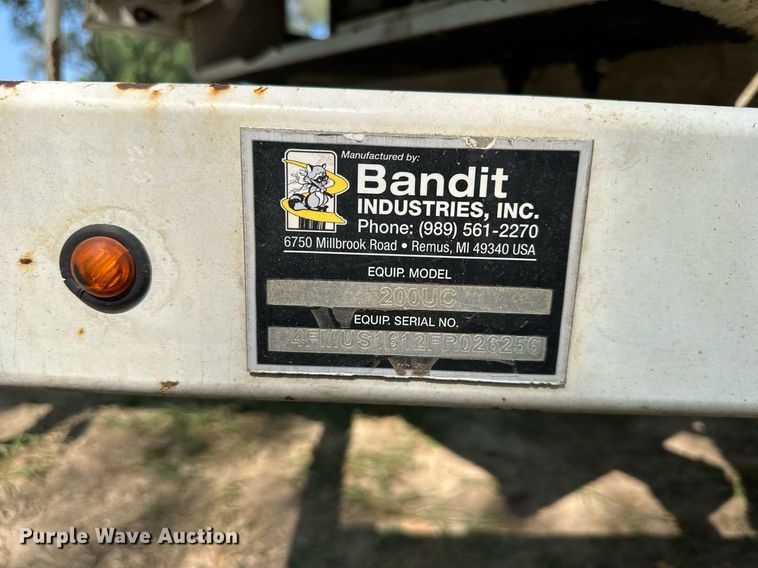 Manufactured by:
Bandit
INDUSTRIES, INC.
Phone: (989) 561-2270
6750 Millbrook Road • Remus, MI 49340 USA
EQUIP. MODEL
200UC
EQUIP. SERIAL NO.
4FMUS1612FR026256
Purple Wave Auction